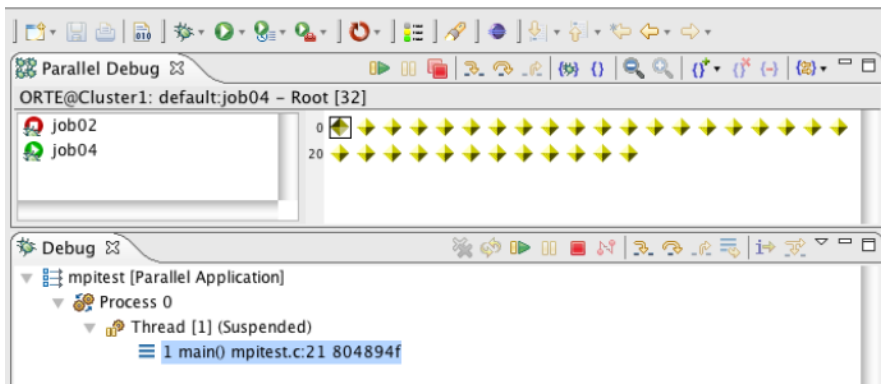 010
Parallel Debug
ORTE@Cluster1: default:job04 - Root [32]
job02
job04
0
20
Debug
mpitest [Parallel Application]
Process 0
Thread [1] (Suspended)
1 main() mpitest.c:21 804894f